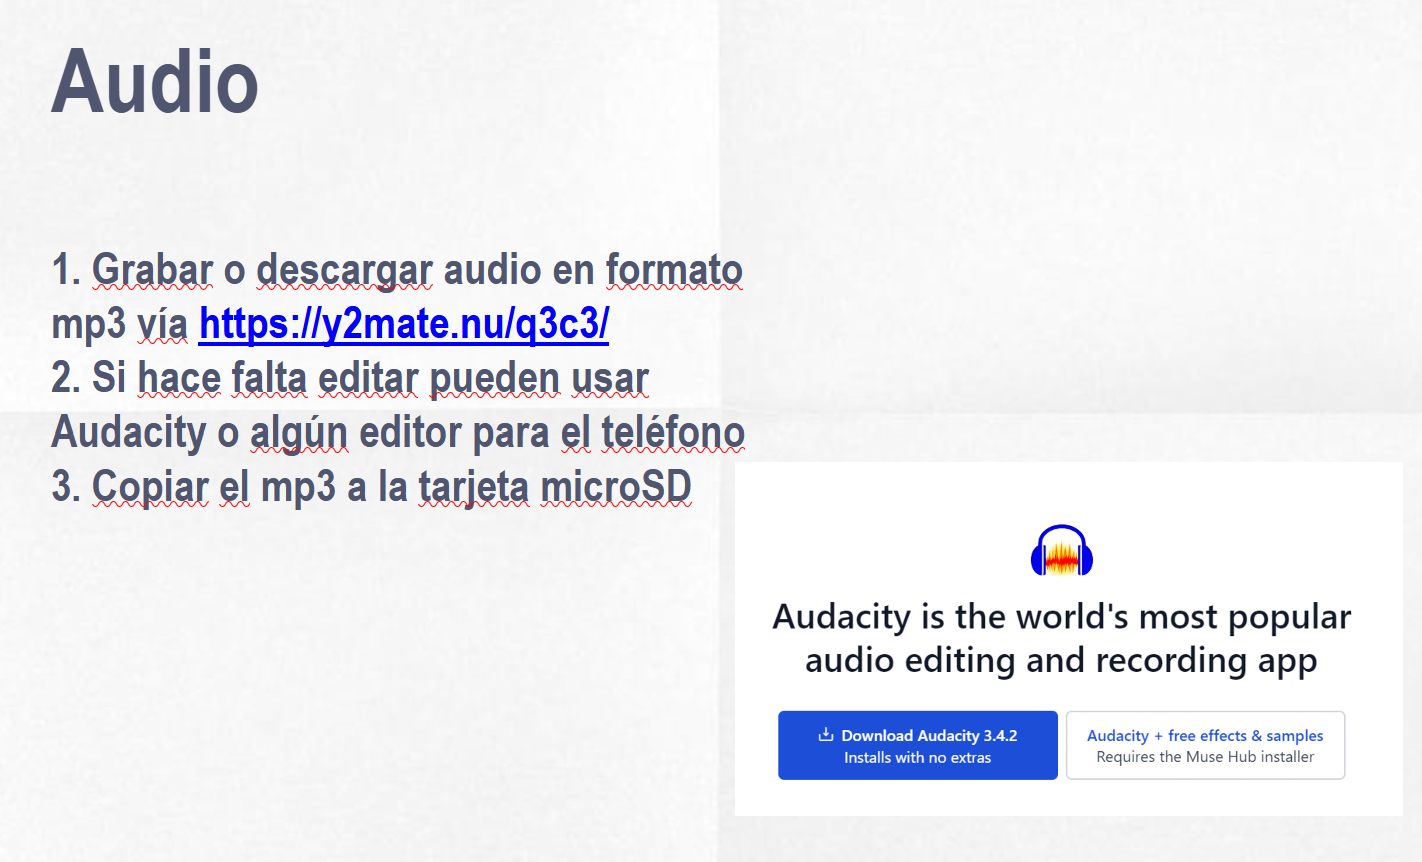 Audio
1. Grabar o descargar audio en formato
mp3 vía https://y2mate.nu/q3c3/
2. Si hace falta editar pueden usar
Audacity o algún editor para el teléfono
3. Copiar el mp3 a la tarjeta microSD
Audacity is the world's most popular
audio editing and recording app
Download Audacity 3.4.2
Installs with no extras
Audacity + free effects & samples
Requires the Muse Hub installer